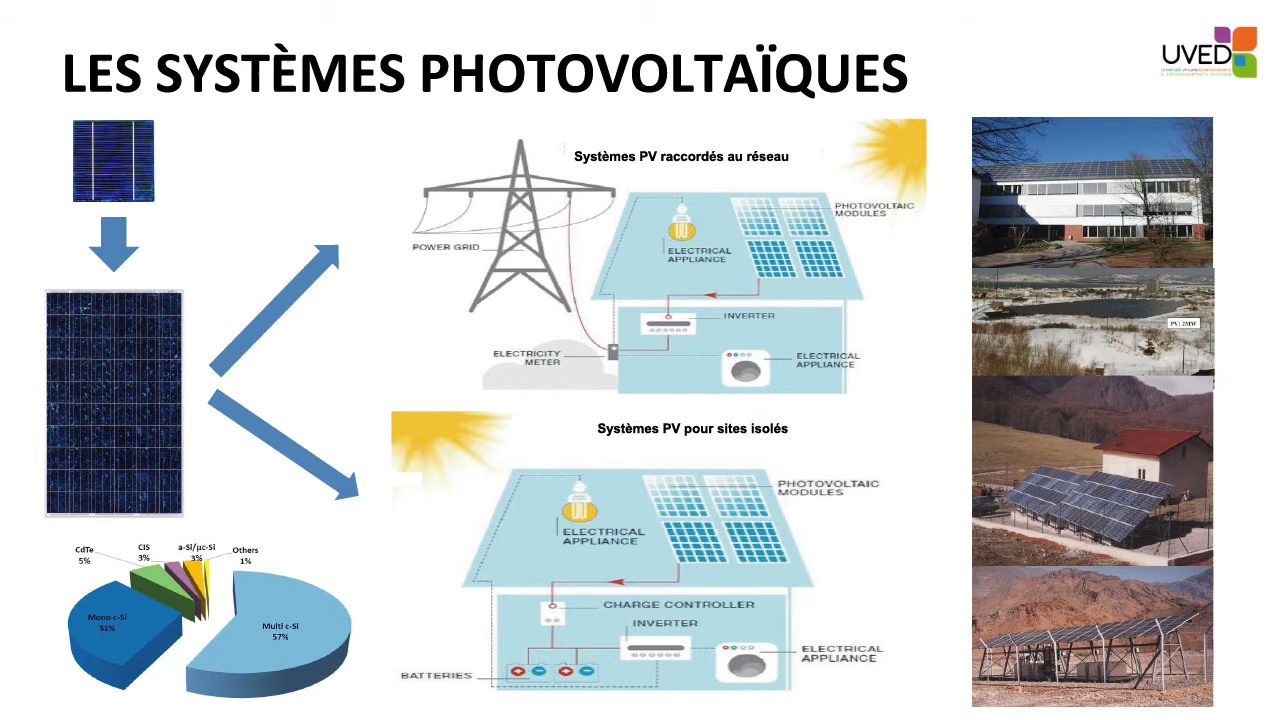 LES SYSTÈMES PHOTOVOLTAÏQUES
UVED
Systèmes PV raccordés au réseau
PHOTOVOLTAIC
MODULES
POWER GRID
ELECTRICAL
APPLIANCE
INVERTER
ELECTRICITY
METER
ELECTRICAL
APPLIANCE
PV: 2MW
Systèmes PV pour sites isolés
PHOTOVOLTAIC
MODULES
ELECTRICAL
APPLIANCE
CHARGE CONTROLLER
INVERTER
ELECTRICAL
APPLIANCE
BATTERIES
CdTe
5%
CIS
3%
a-Si/µc-Si
3%
Others
1%
Mono c-Si
31%
Multi c-Si
57%